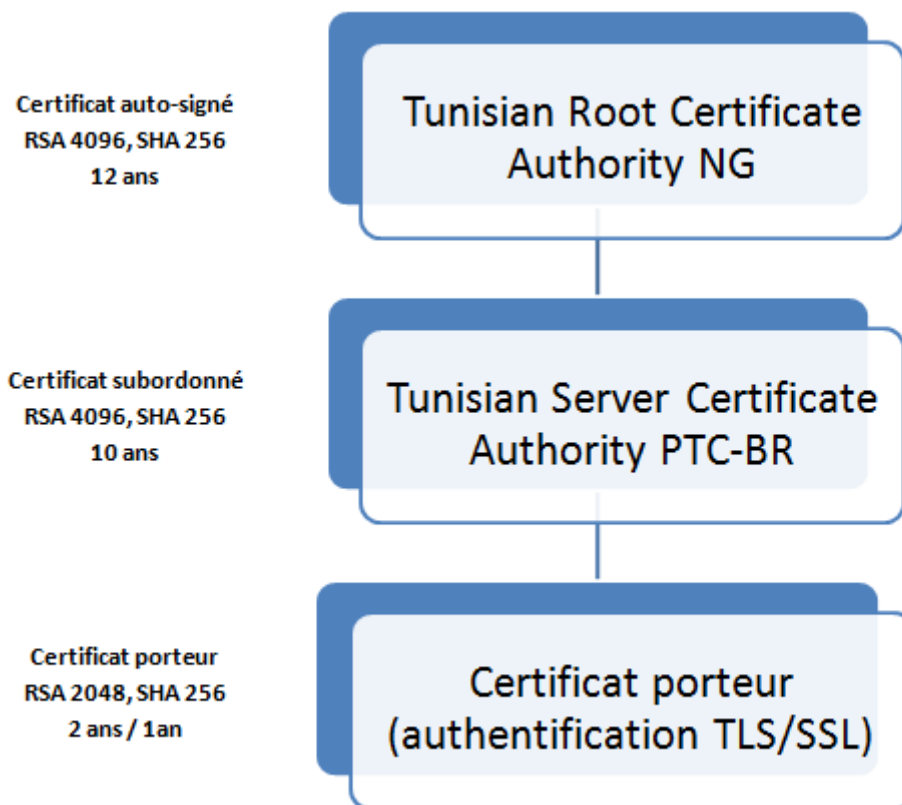 Certificat auto-signé
RSA 4096, SHA 256
12 ans
Tunisian Root Certificate
Authority NG
Certificat subordonné
RSA 4096, SHA 256
10 ans
Tunisian Server Certificate
Authority PTC-BR
Certificat porteur
RSA 2048, SHA 256
2 ans / 1an
Certificat porteur
(authentification TLS/SSL)